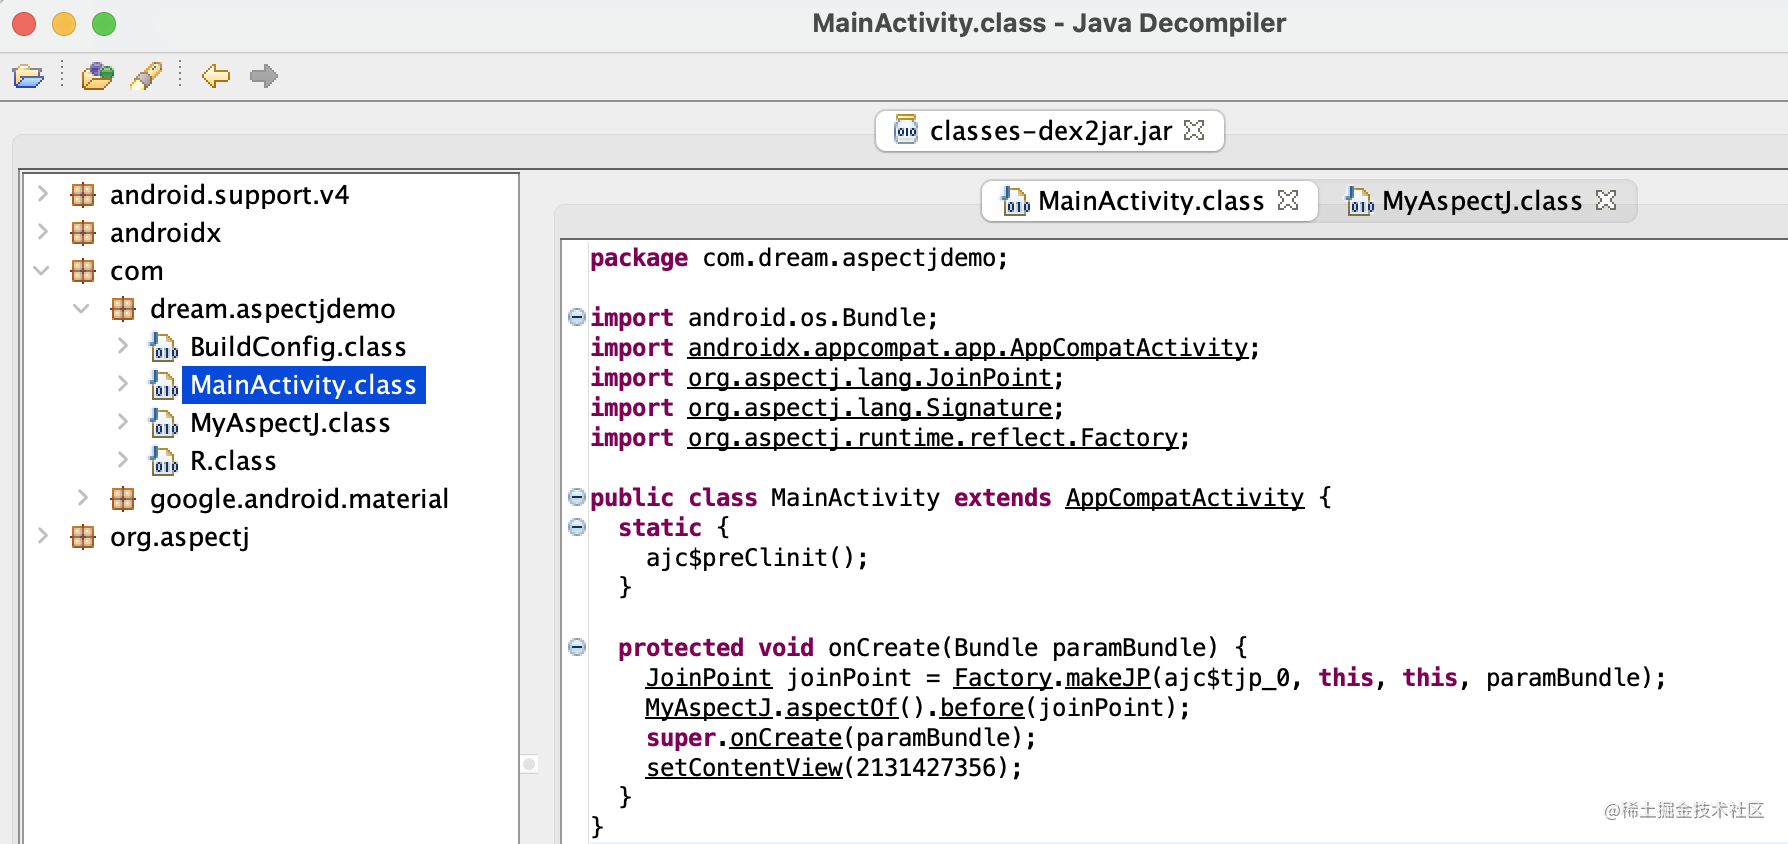 MainActivity.class - Java Decompiler
classes-dex2jar.jar
android.support.v4
androidx
com
dream.aspectjdemo
BuildConfig.class
MainActivity.class
MyAspectJ.class
R.class
google.android.material
org.aspectj
MainActivity.class
MyAspectJ.class
package com.dream.aspectjdemo;
import android.os.Bundle;
import androidx.appcompat.app.AppCompatActivity;
import org.aspectj.lang.JoinPoint;
import org.aspectj.lang.Signature;
import org.aspectj.runtime.reflect.Factory;
public class MainActivity extends AppCompatActivity {
static {
ajc$preClinit();
}
protected void onCreate(Bundle paramBundle) {
JoinPoint joinPoint = Factory.makeJP(ajc$tjp_0, this, this, paramBundle);
MyAspectJ.aspectOf().before(joinPoint);
super.onCreate(paramBundle);
setContentView(2131427356);
}
}
@稀土掘金技术社区